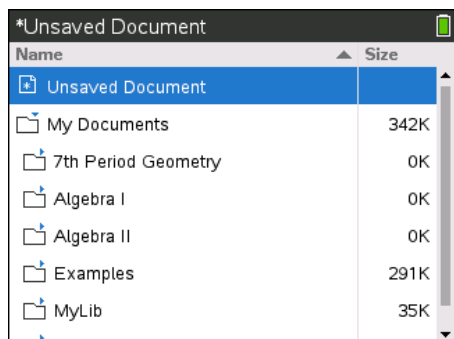 *Unsaved Document
Name Size
Unsaved Document
My Documents 342K
7th Period Geometry 0K
Algebra I 0K
Algebra II 0K
Examples 291K
MyLib 35K